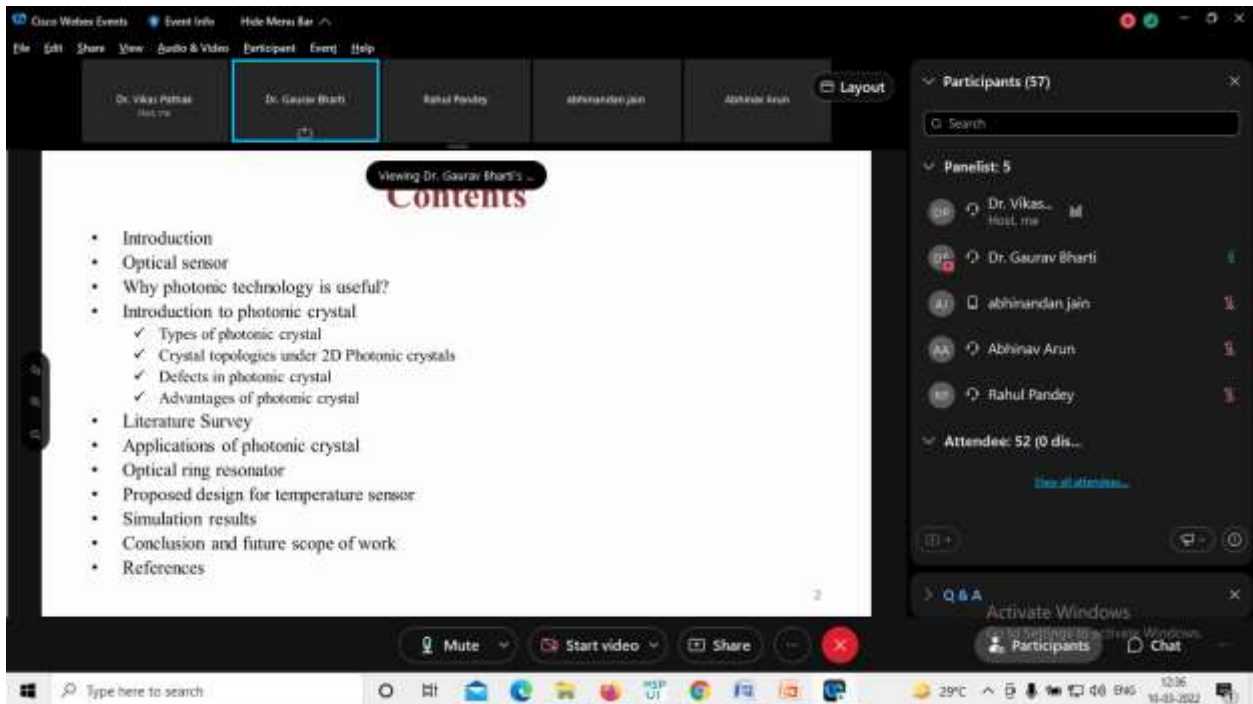 Cisco Webex Events Event Info Hide Menu Bar
File Edit Share View Audio & Video Participant Event Help
Dr. Vikas Pathak
Host, me
Dr. Gaurav Bharti
Rahul Pandey
abhinandan jain
Abhinav Arun
Layout
Viewing Dr. Gaurav Bharti's ...
Contents
• Introduction
• Optical sensor
• Why photonic technology is useful?
• Introduction to photonic crystal
✓ Types of photonic crystal
✓ Crystal topologies under 2D Photonic crystals
✓ Defects in photonic crystal
✓ Advantages of photonic crystal
• Literature Survey
• Applications of photonic crystal
• Optical ring resonator
• Proposed design for temperature sensor
• Simulation results
• Conclusion and future scope of work
• References
2
Participants (57)
Search
Panelist: 5
Dr. Vikas...
Host, me
Dr. Gaurav Bharti
AJ abhinandan jain
AA Abhinav Arun
Rahul Pandey
Attendee: 52 (0 dis...
View all attendees...
Q & A
Activate Windows
Go to Settings to activate Windows.
Mute Start video Share Participants Chat
Type here to search
HSP
UI
29°C ENG 12:36
10-03-2022